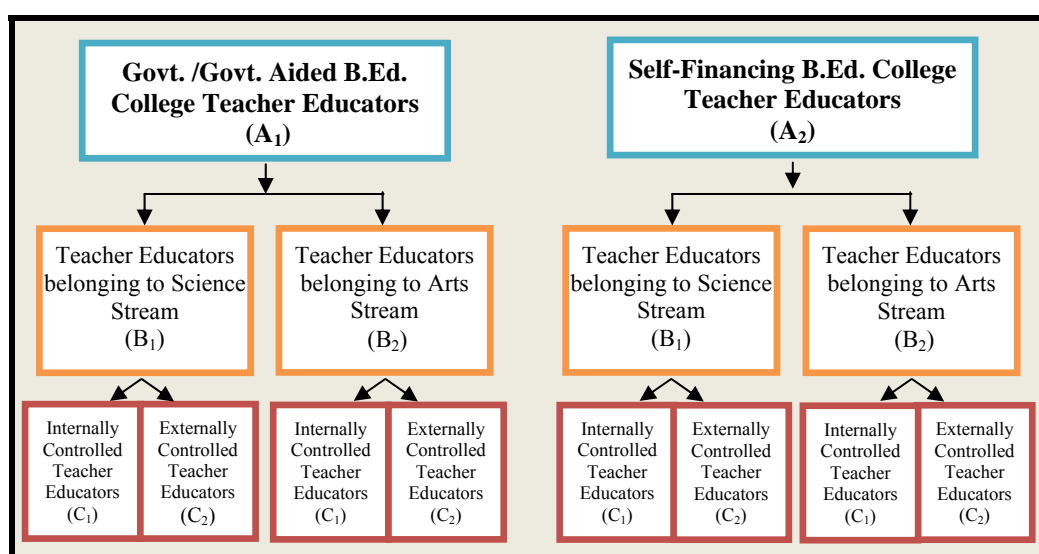 Govt. /Govt. Aided B.Ed.
College Teacher Educators
(A₁)
Self-Financing B.Ed. College
Teacher Educators
(A₂)
Teacher Educators
belonging to Science
Stream
(B₁)
Teacher Educators
belonging to Arts
Stream
(B₂)
Teacher Educators
belonging to Science
Stream
(B₁)
Teacher Educators
belonging to Arts
Stream
(B₂)
Internally
Controlled
Teacher
Educators
(C₁)
Externally
Controlled
Teacher
Educators
(C₂)
Internally
Controlled
Teacher
Educators
(C₁)
Externally
Controlled
Teacher
Educators
(C₂)
Internally
Controlled
Teacher
Educators
(C₁)
Externally
Controlled
Teacher
Educators
(C₂)
Internally
Controlled
Teacher
Educators
(C₁)
Externally
Controlled
Teacher
Educators
(C₂)